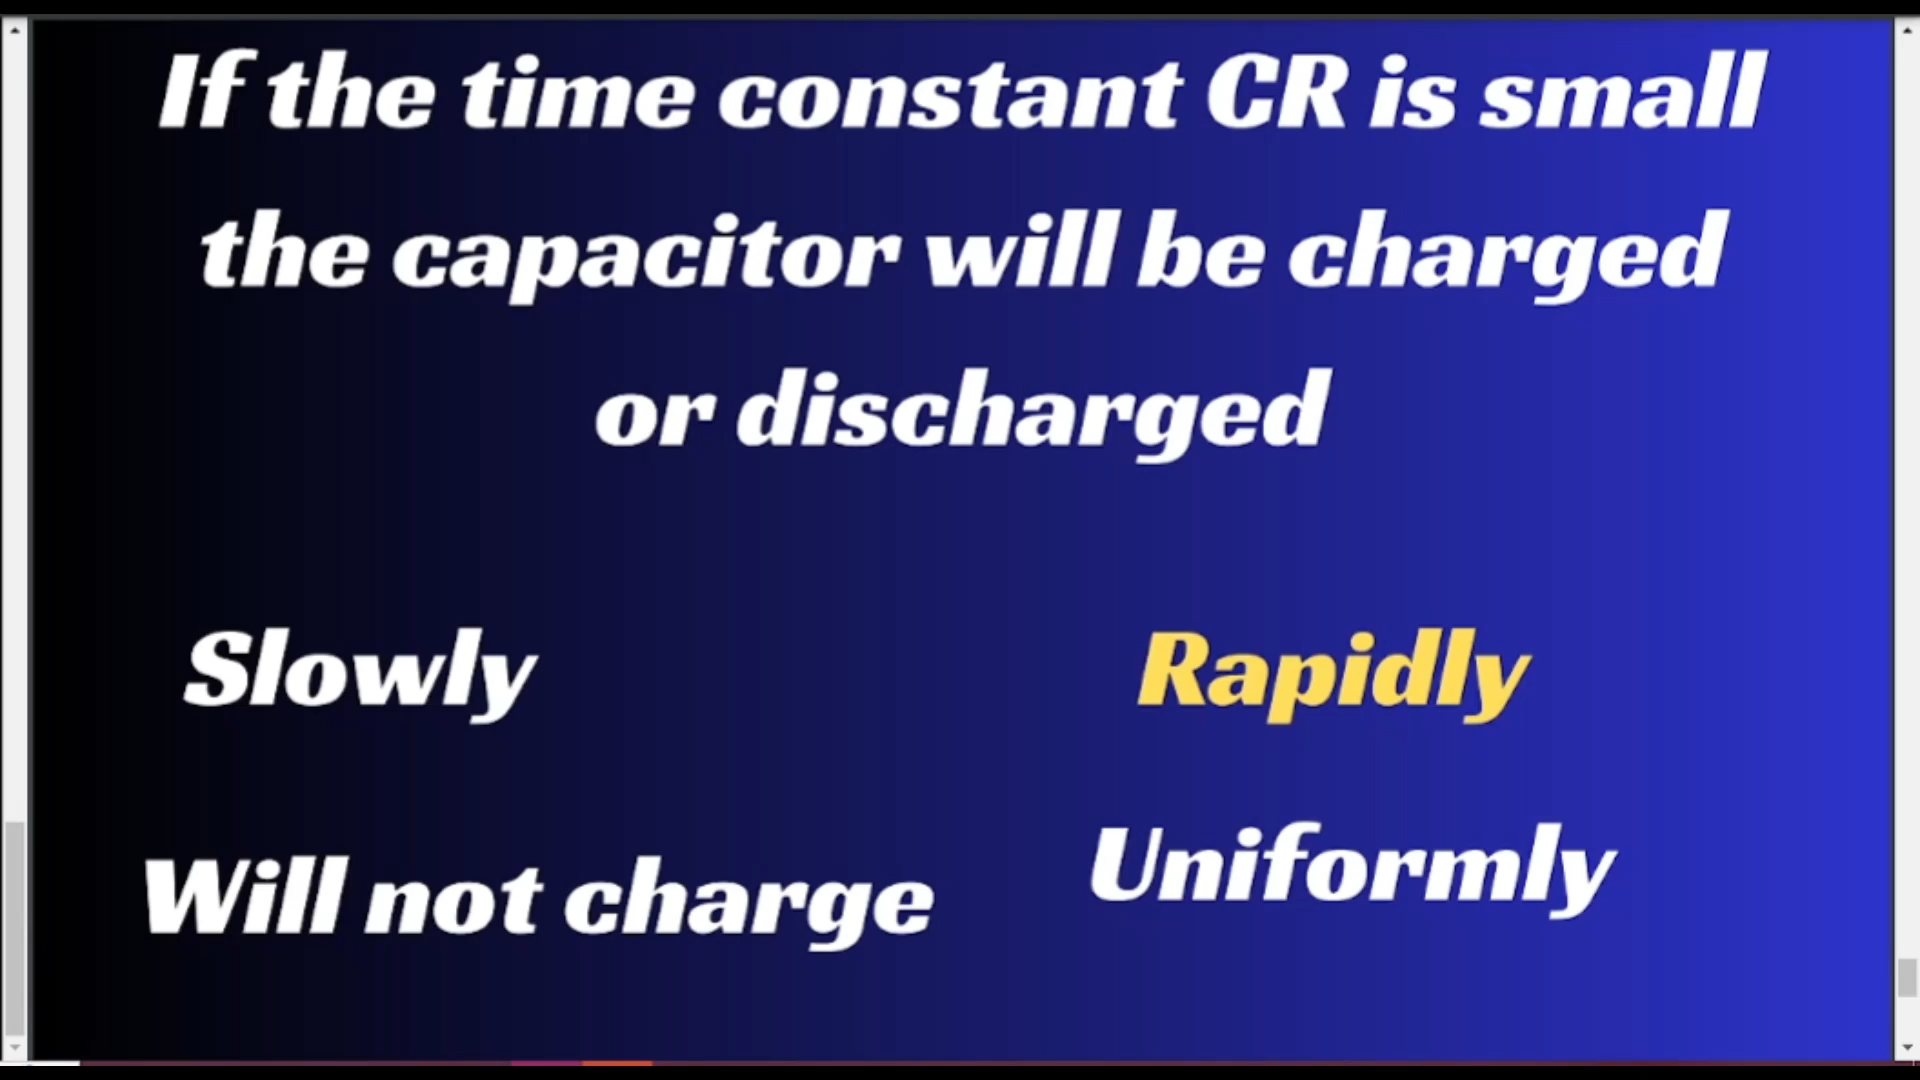 If the time constant CR is small
the capacitor will be charged
or discharged
Slowly
Rapidly
Will not charge
Uniformly